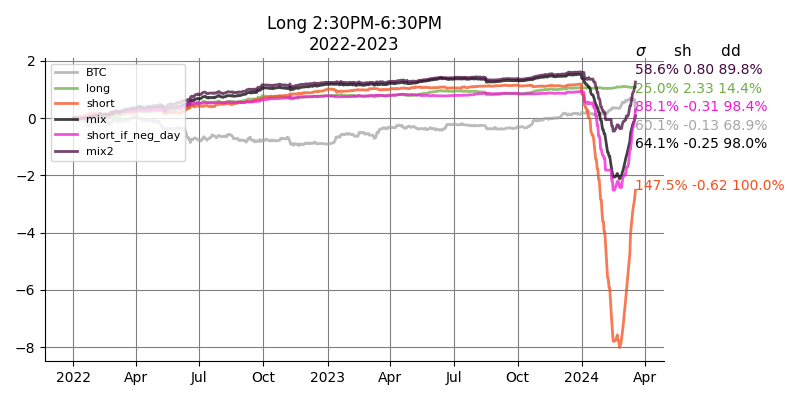 Long 2:30PM-6:30PM
2022-2023
σ sh dd
58.6% 0.80 89.8%
25.0% 2.33 14.4%
88.1% -0.31 98.4%
60.1% -0.13 68.9%
64.1% -0.25 98.0%
147.5% -0.62 100.0%
BTC
long
short
mix
short_if_neg_day
mix2
2
0
−2
−4
−6
−8
2022 Apr Jul Oct 2023 Apr Jul Oct 2024 Apr